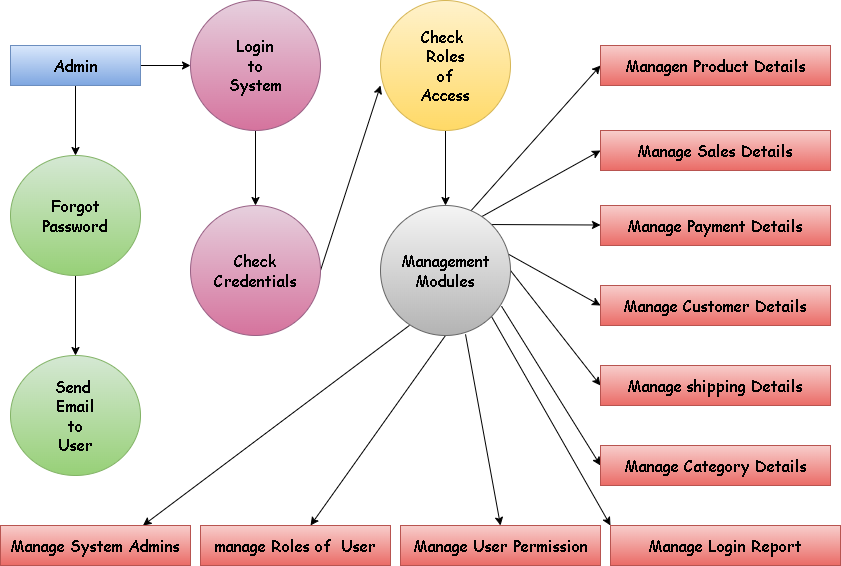 Admin
Login
to
System
Check
Roles
of
Access
Managen Product Details
Manage Sales Details
Forgot
Password
Check
Credentials
Management
Modules
Manage Payment Details
Manage Customer Details
Manage shipping Details
Send
Email
to
User
Manage Category Details
Manage System Admins
manage Roles of User
Manage User Permission
Manage Login Report